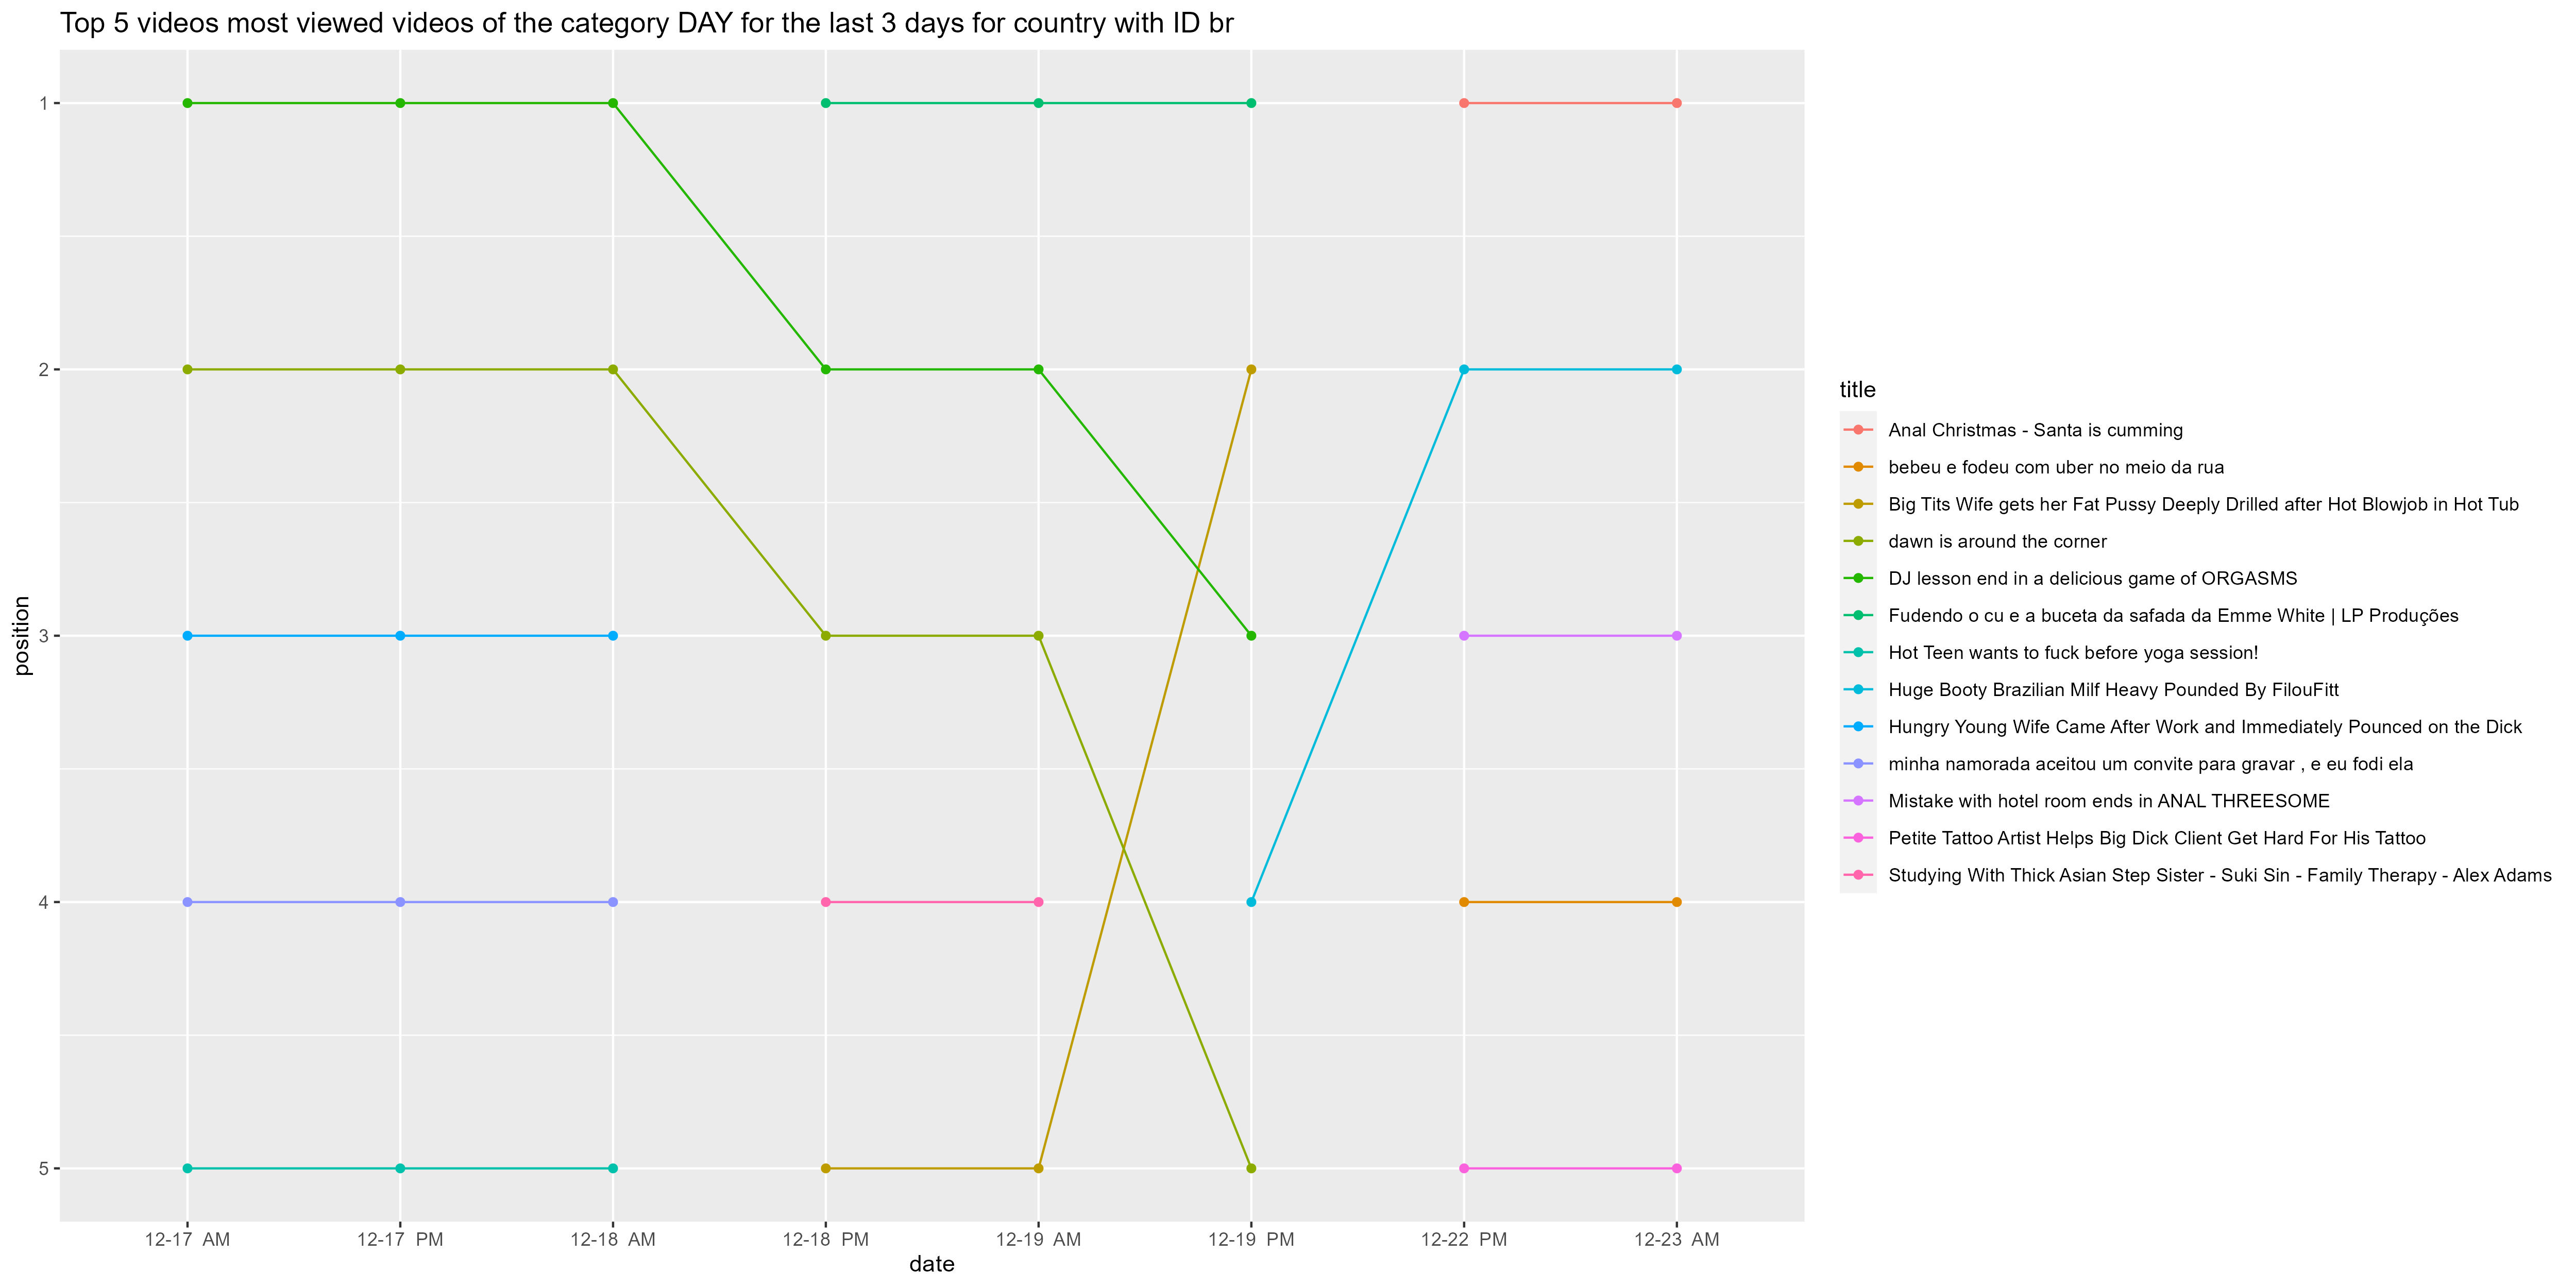 Top 5 videos most viewed videos of the category DAY for the last 3 days for country with ID br
position
1
2
3
4
5
12-17 AM
12-17 PM
12-18 AM
12-18 PM
12-19 AM
12-19 PM
12-22 PM
12-23 AM
date
title
Anal Christmas - Santa is cumming
bebeu e fodeu com uber no meio da rua
Big Tits Wife gets her Fat Pussy Deeply Drilled after Hot Blowjob in Hot Tub
dawn is around the corner
DJ lesson end in a delicious game of ORGASMS
Fudendo o cu e a buceta da safada da Emme White | LP Produções
Hot Teen wants to fuck before yoga session!
Huge Booty Brazilian Milf Heavy Pounded By FilouFitt
Hungry Young Wife Came After Work and Immediately Pounced on the Dick
minha namorada aceitou um convite para gravar , e eu fodi ela
Mistake with hotel room ends in ANAL THREESOME
Petite Tattoo Artist Helps Big Dick Client Get Hard For His Tattoo
Studying With Thick Asian Step Sister - Suki Sin - Family Therapy - Alex Adams